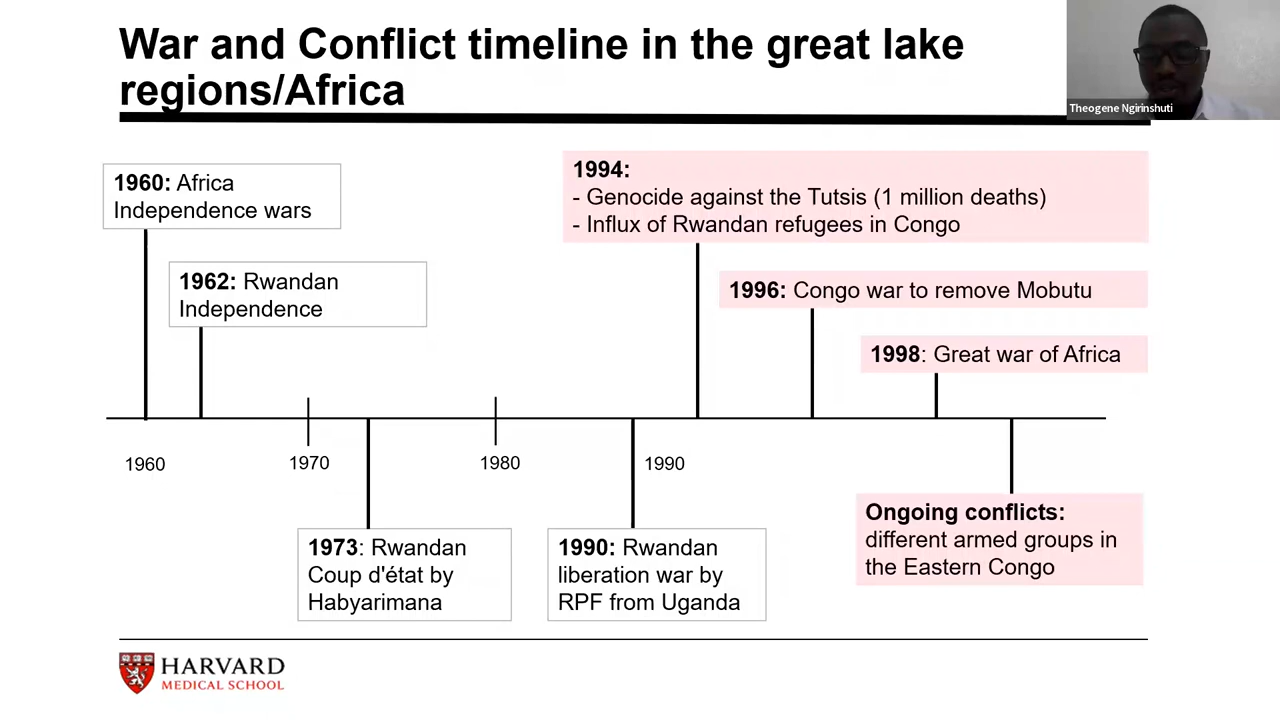 War and Conflict timeline in the great lake
regions/Africa
Theogene Ngirinshuti
1960: Africa
Independence wars
1962: Rwandan
Independence
1994:
- Genocide against the Tutsis (1 million deaths)
- Influx of Rwandan refugees in Congo
1996: Congo war to remove Mobutu
1998: Great war of Africa
1960
1970
1980
1990
1973: Rwandan
Coup d'état by
Habyarimana
1990: Rwandan
liberation war by
RPF from Uganda
Ongoing conflicts:
different armed groups in
the Eastern Congo
HARVARD
MEDICAL SCHOOL